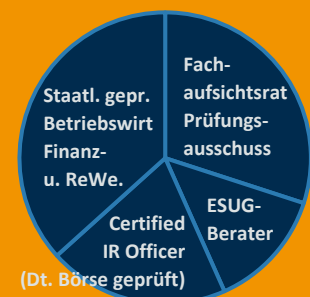 Staatl. gepr.
Betriebswirt
Finanz-
u. ReWe.
Fach-
aufsichtsrat
Prüfungs-
ausschuss
ESUG-
Berater
Certified
IR Officer
(Dt. Börse geprüft)